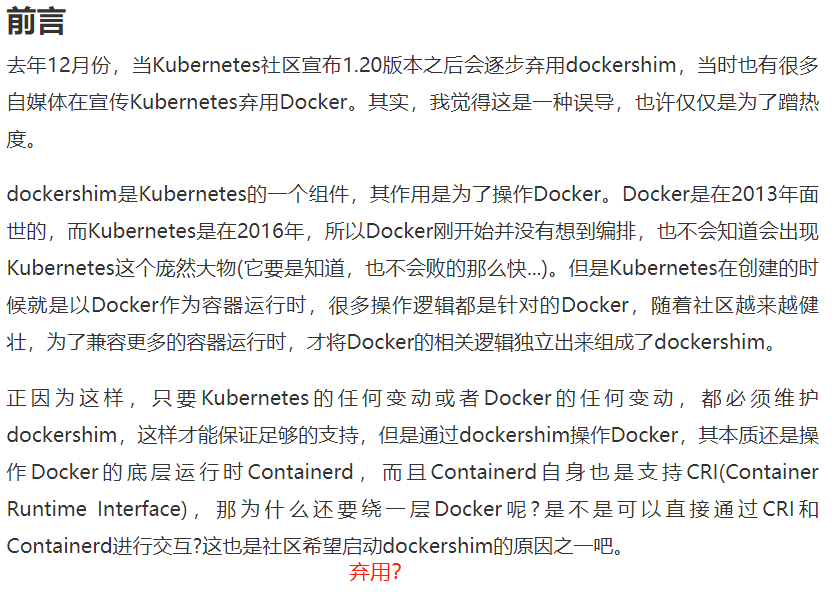 前言
去年12月份，当Kubernetes社区宣布1.20版本之后会逐步弃用dockershim，当时也有很多
自媒体在宣传Kubernetes弃用Docker。其实，我觉得这是一种误导，也许仅仅是为了蹭热
度。
dockershim是Kubernetes的一个组件，其作用是为了操作Docker。Docker是在2013年面
世的，而Kubernetes是在2016年，所以Docker刚开始并没有想到编排，也不会知道会出现
Kubernetes这个庞然大物(它要是知道，也不会败的那么快...)。但是Kubernetes在创建的时
候就是以Docker作为容器运行时，很多操作逻辑都是针对的Docker，随着社区越来越健
壮，为了兼容更多的容器运行时，才将Docker的相关逻辑独立出来组成了dockershim。
正因为这样，只要Kubernetes的任何变动或者Docker的任何变动，都必须维护
dockershim，这样才能保证足够的支持，但是通过dockershim操作Docker，其本质还是操
作Docker的底层运行时Containerd，而且Containerd自身也是支持CRI(Container
Runtime Interface)，那为什么还要绕一层Docker呢?是不是可以直接通过CRI和
Containerd进行交互?这也是社区希望启动dockershim的原因之一吧。
弃用?